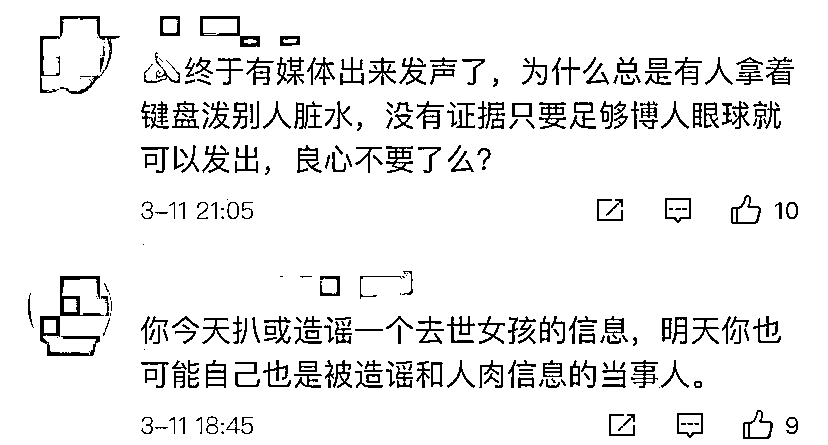 终于有媒体出来发声了，为什么总是有人拿着
键盘泼别人脏水，没有证据只要足够博人眼球就
可以发出，良心不要了么？
3-11 21:05
10
你今天扒或造谣一个去世女孩的信息，明天你也
可能自己也是被造谣和人肉信息的当事人。
3-11 18:45
9